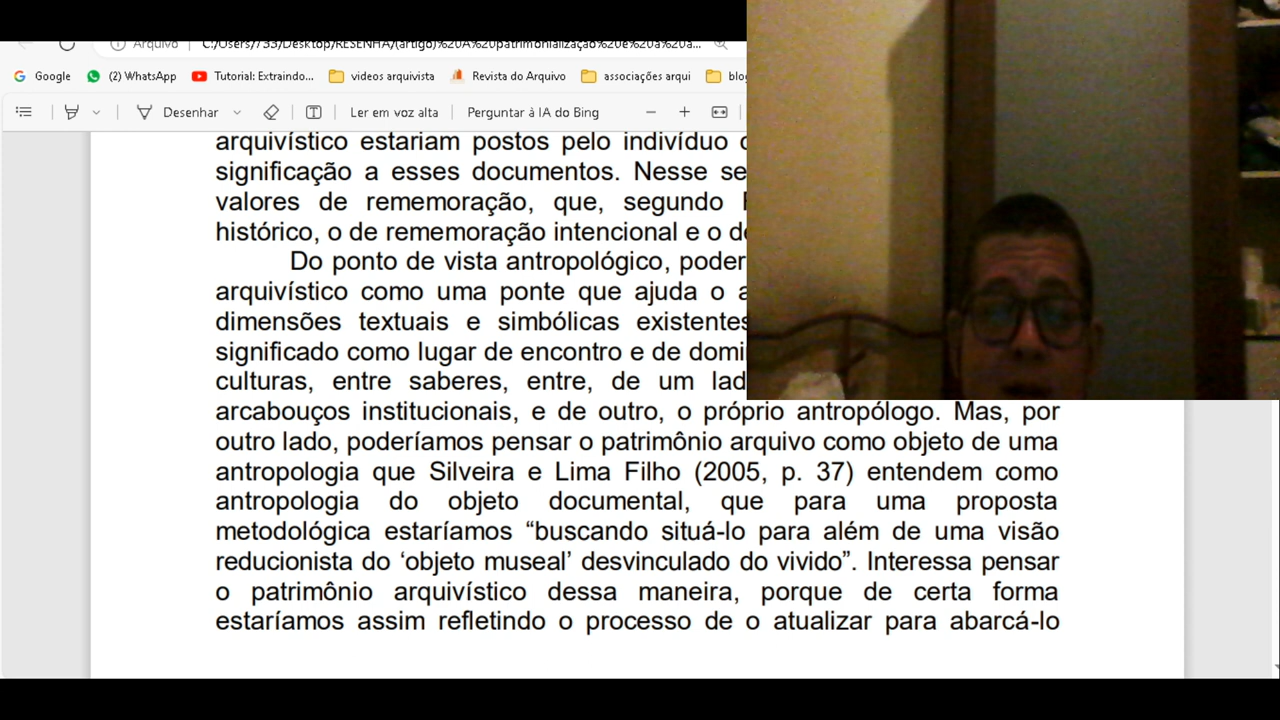 Arquivo C:/Users/733/Desktop/RESENHA/(artigo)%20A%20patrimonialização%20e%20a%20a...
Google (2) WhatsApp Tutorial: Extraindo... videos arquivista Revista do Arquivo associações arqui blog
Desenhar Ler em voz alta Perguntar à IA do Bing
arquivístico estariam postos pelo indivíduo
significação a esses documentos. Nesse
valores de rememoração, que, segundo
histórico, o de rememoração intencional e o
Do ponto de vista antropológico,
arquivístico como uma ponte que ajuda o
dimensões textuais e simbólicas existentes
significado como lugar de encontro e de
culturas, entre saberes, entre, de um
arcabouços institucionais, e de outro, o próprio antropólogo. Mas, por
outro lado, poderíamos pensar o patrimônio arquivo como objeto de uma
antropologia que Silveira e Lima Filho (2005, p. 37) entendem como
antropologia do objeto documental, que para uma proposta
metodológica estaríamos “buscando situá-lo para além de uma visão
reducionista do ‘objeto museal’ desvinculado do vivido”. Interessa pensar
o patrimônio arquivístico dessa maneira, porque de certa forma
estaríamos assim refletindo o processo de o atualizar para abarcá-lo